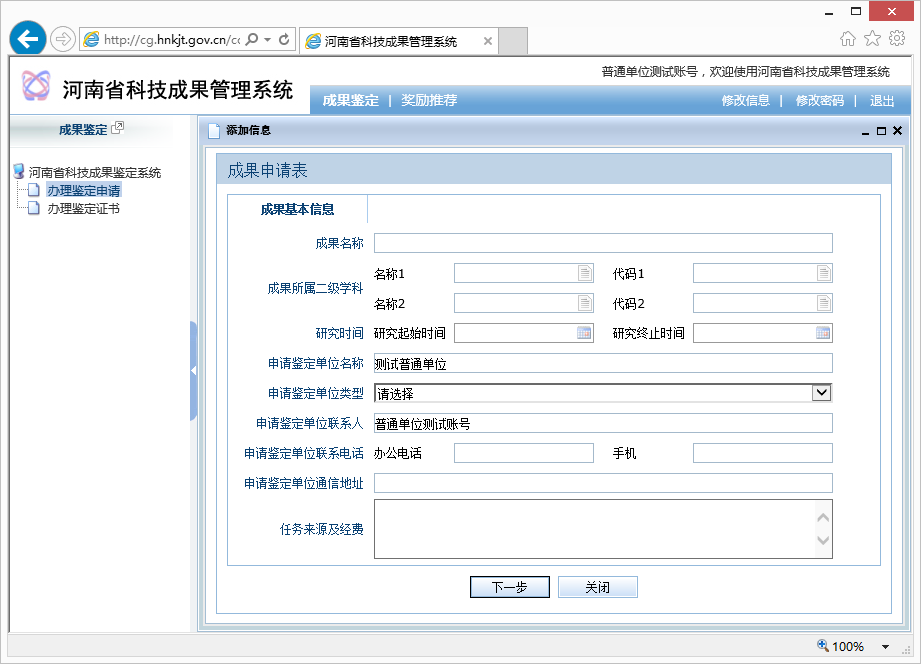 http://cg.hnkjt.gov.cn/cc
河南省科技成果管理系统
普通单位测试账号，欢迎使用河南省科技成果管理系统
河南省科技成果管理系统
成果鉴定 | 奖励推荐
修改信息 | 修改密码 | 退出
成果鉴定
添加信息
河南省科技成果鉴定系统
办理鉴定申请
办理鉴定证书
成果申请表
成果基本信息
成果名称
成果所属二级学科
名称1 代码1
名称2 代码2
研究时间 研究起始时间 研究终止时间
申请鉴定单位名称 测试普通单位
申请鉴定单位类型 请选择
申请鉴定单位联系人 普通单位测试账号
申请鉴定单位联系电话 办公电话 手机
申请鉴定单位通信地址
任务来源及经费
下一步 关闭
100%